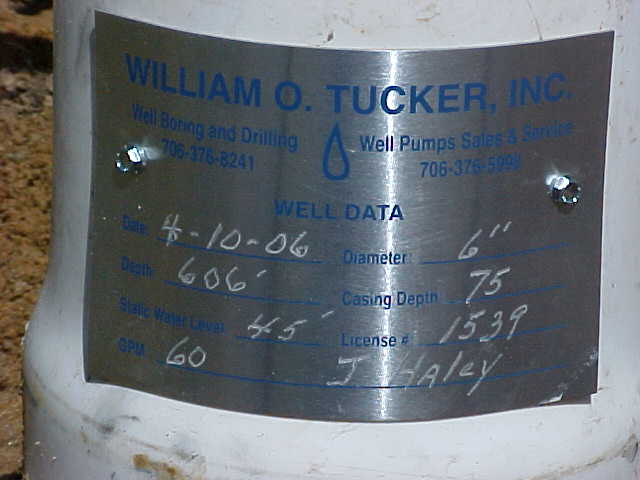 WILLIAM O. TUCKER, INC.
Well Boring and Drilling
706-376-8241
Well Pumps Sales & Service
706-376-5998
WELL DATA
Date: 4-10-06 Diameter: 6"
Depth 606' Casing Depth 75
Static Water Level 45' License # 1539
GPM 60 J Haley